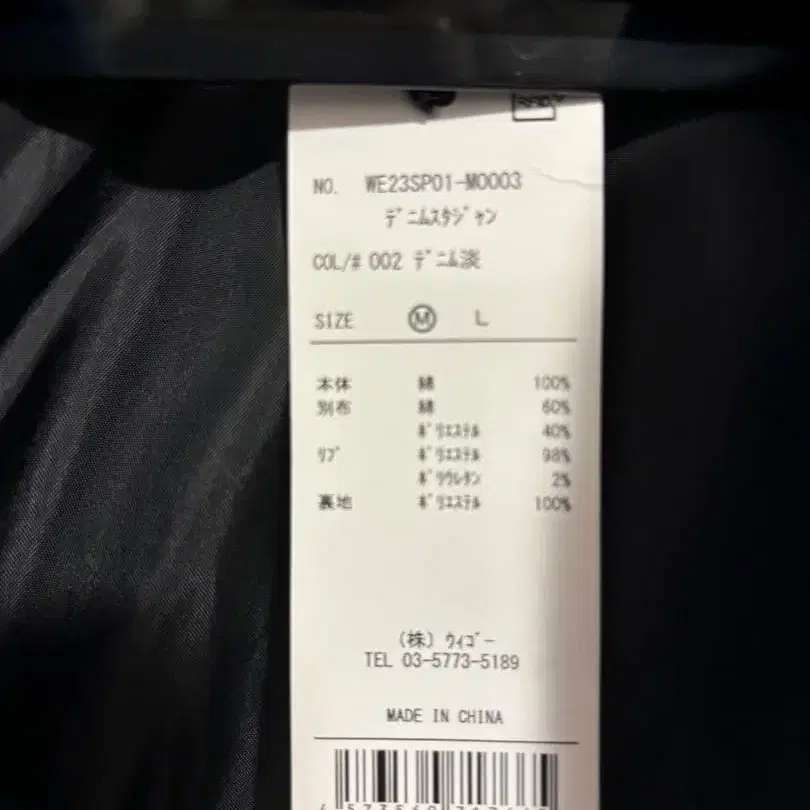 NO. WE23SP01-M0003
ﾃﾞﾆﾑｽﾀｼﾞｬﾝ
COL/# 002 ﾃﾞﾆﾑ淡
SIZE Ⓜ L
本体 綿 100%
別布 綿 60%
ﾎﾟﾘｴｽﾃﾙ 40%
ﾘﾌﾞ ﾎﾟﾘｴｽﾃﾙ 98%
ﾎﾟﾘｳﾚﾀﾝ 2%
裏地 ﾎﾟﾘｴｽﾃﾙ 100%
(株) ｳｨｺﾞｰ
TEL 03-5773-5189
MADE IN CHINA